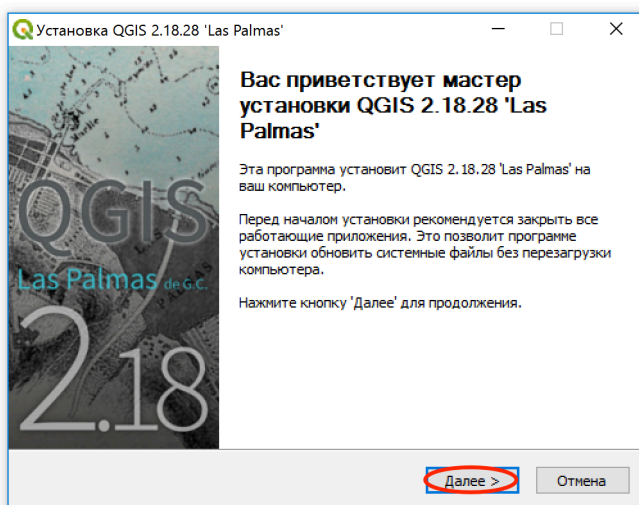 Установка QGIS 2.18.28 'Las Palmas'
Вас приветствует мастер
установки QGIS 2.18.28 'Las
Palmas'
Эта программа установит QGIS 2.18.28 'Las Palmas' на
ваш компьютер.
Перед началом установки рекомендуется закрыть все
работающие приложения. Это позволит программе
установки обновить системные файлы без перезагрузки
компьютера.
Нажмите кнопку 'Далее' для продолжения.
QGIS
Las Palmas de G.C.
2.18
Далее >
Отмена